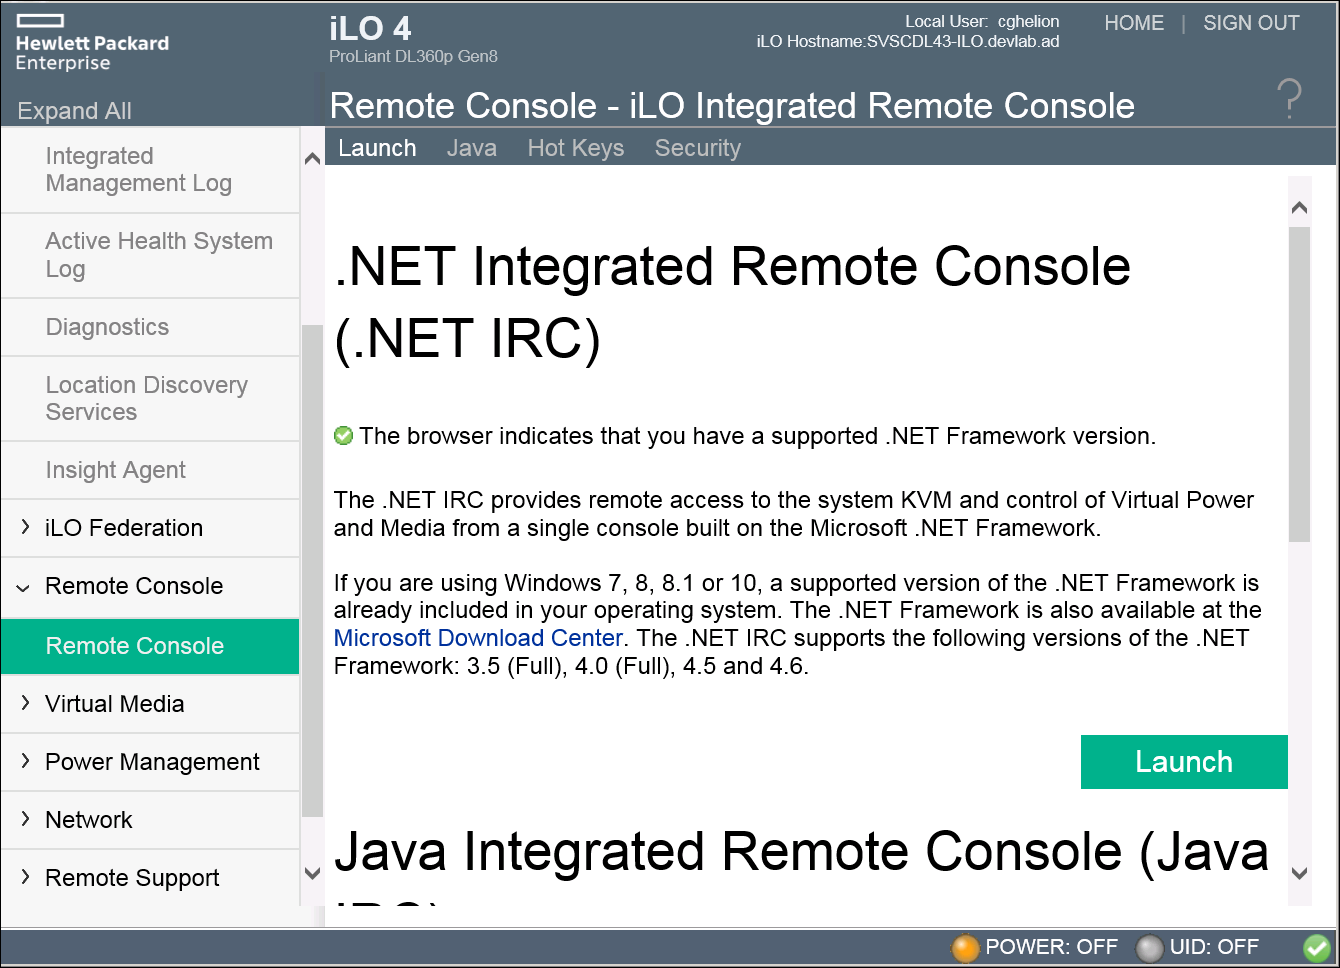 Hewlett Packard
Enterprise
iLO 4
ProLiant DL360p Gen8
Local User: cghelion
iLO Hostname:SVSCDL43-ILO.devlab.ad
HOME | SIGN OUT
Expand All
Remote Console - iLO Integrated Remote Console
?
Launch Java Hot Keys Security
Integrated
Management Log
Active Health System
Log
Diagnostics
Location Discovery
Services
Insight Agent
iLO Federation
Remote Console
Remote Console
Virtual Media
Power Management
Network
Remote Support
.NET Integrated Remote Console
(.NET IRC)
The browser indicates that you have a supported .NET Framework version.
The .NET IRC provides remote access to the system KVM and control of Virtual Power
and Media from a single console built on the Microsoft .NET Framework.
If you are using Windows 7, 8, 8.1 or 10, a supported version of the .NET Framework is
already included in your operating system. The .NET Framework is also available at the
Microsoft Download Center. The .NET IRC supports the following versions of the .NET
Framework: 3.5 (Full), 4.0 (Full), 4.5 and 4.6.
Launch
Java Integrated Remote Console (Java
POWER: OFF UID: OFF